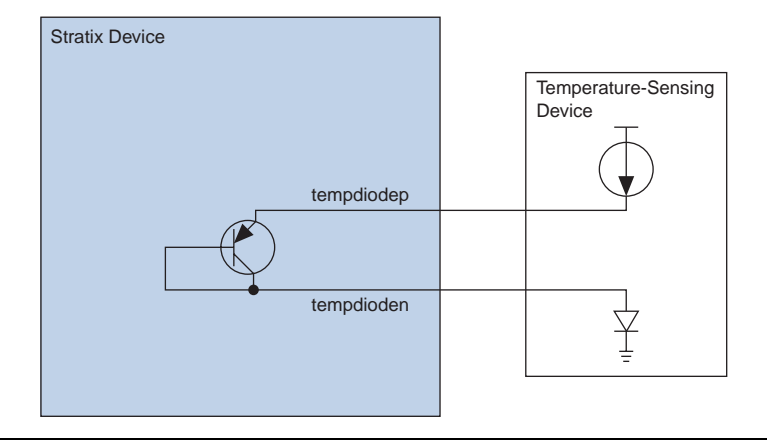 Stratix Device
Temperature-Sensing
Device
tempdiodep
tempdioden